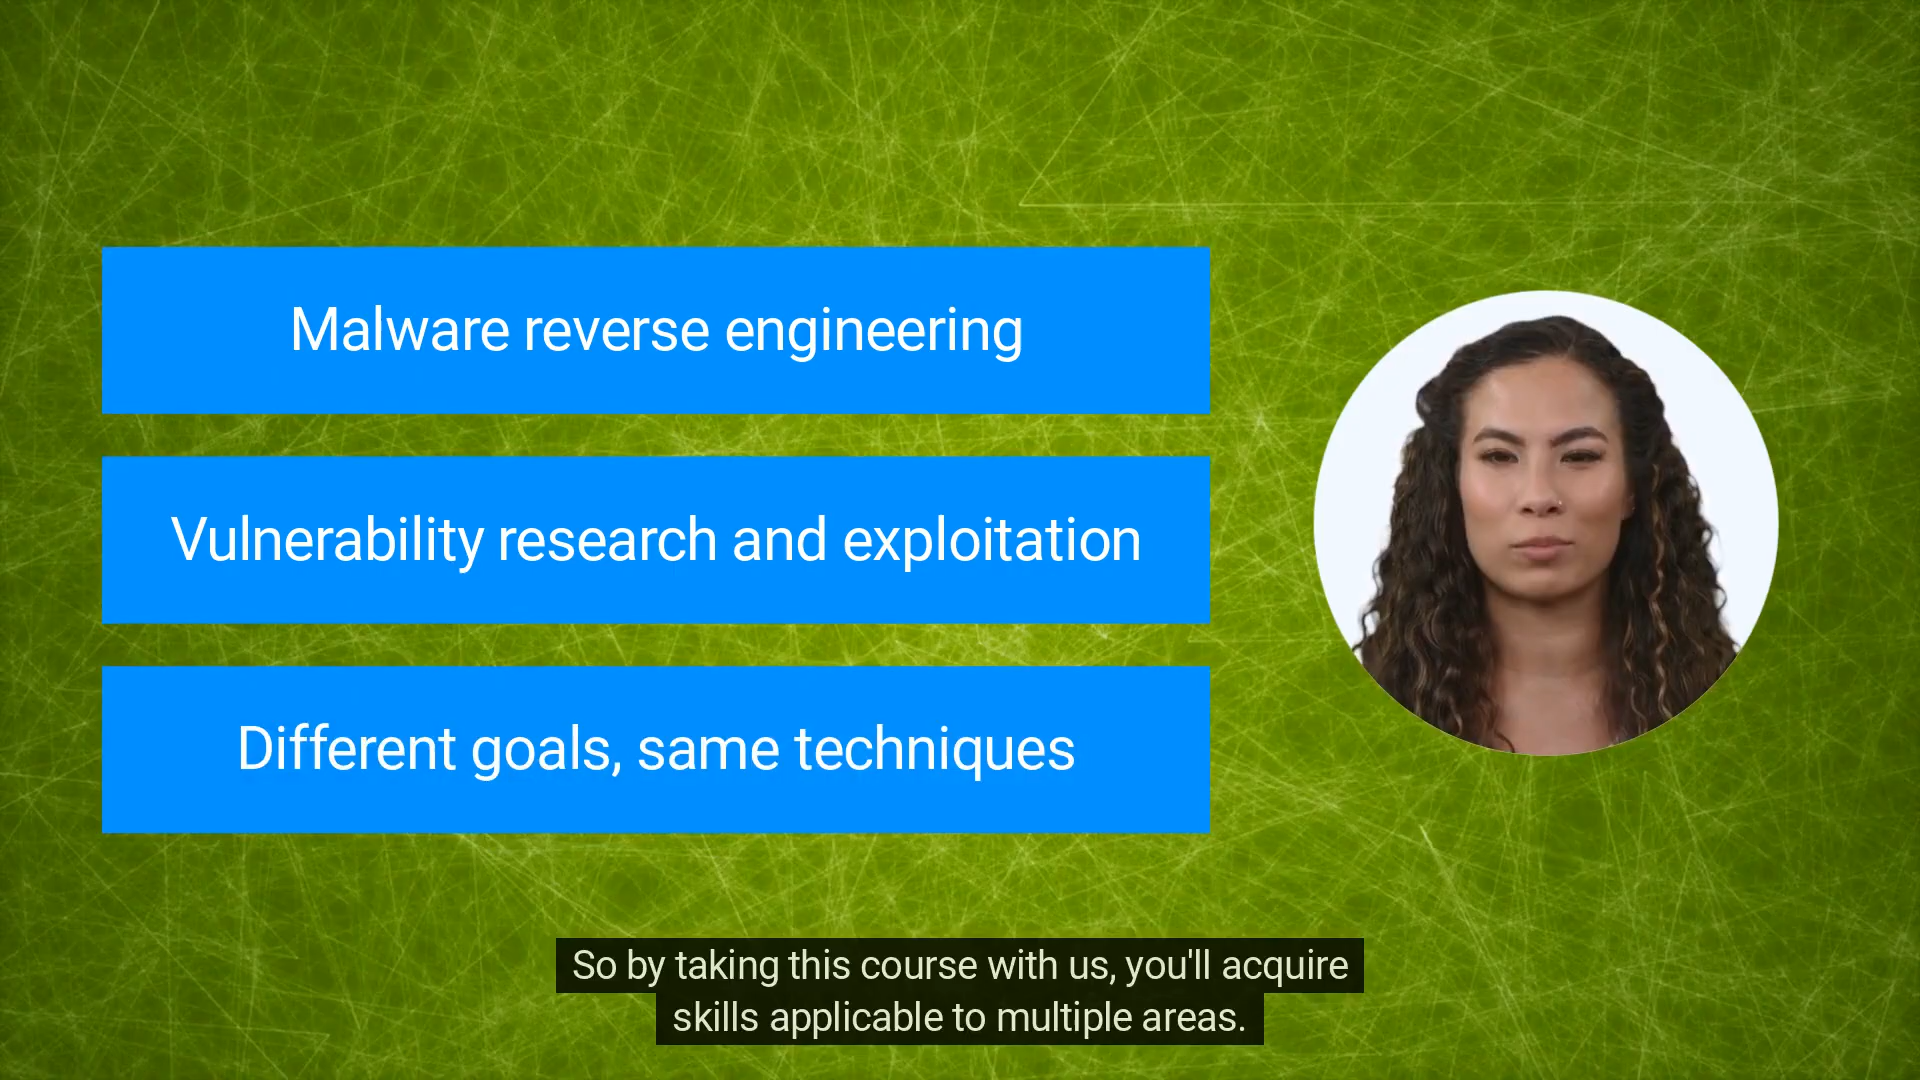 Malware reverse engineering
Vulnerability research and exploitation
Different goals, same techniques
So by taking this course with us, you'll acquire
skills applicable to multiple areas.